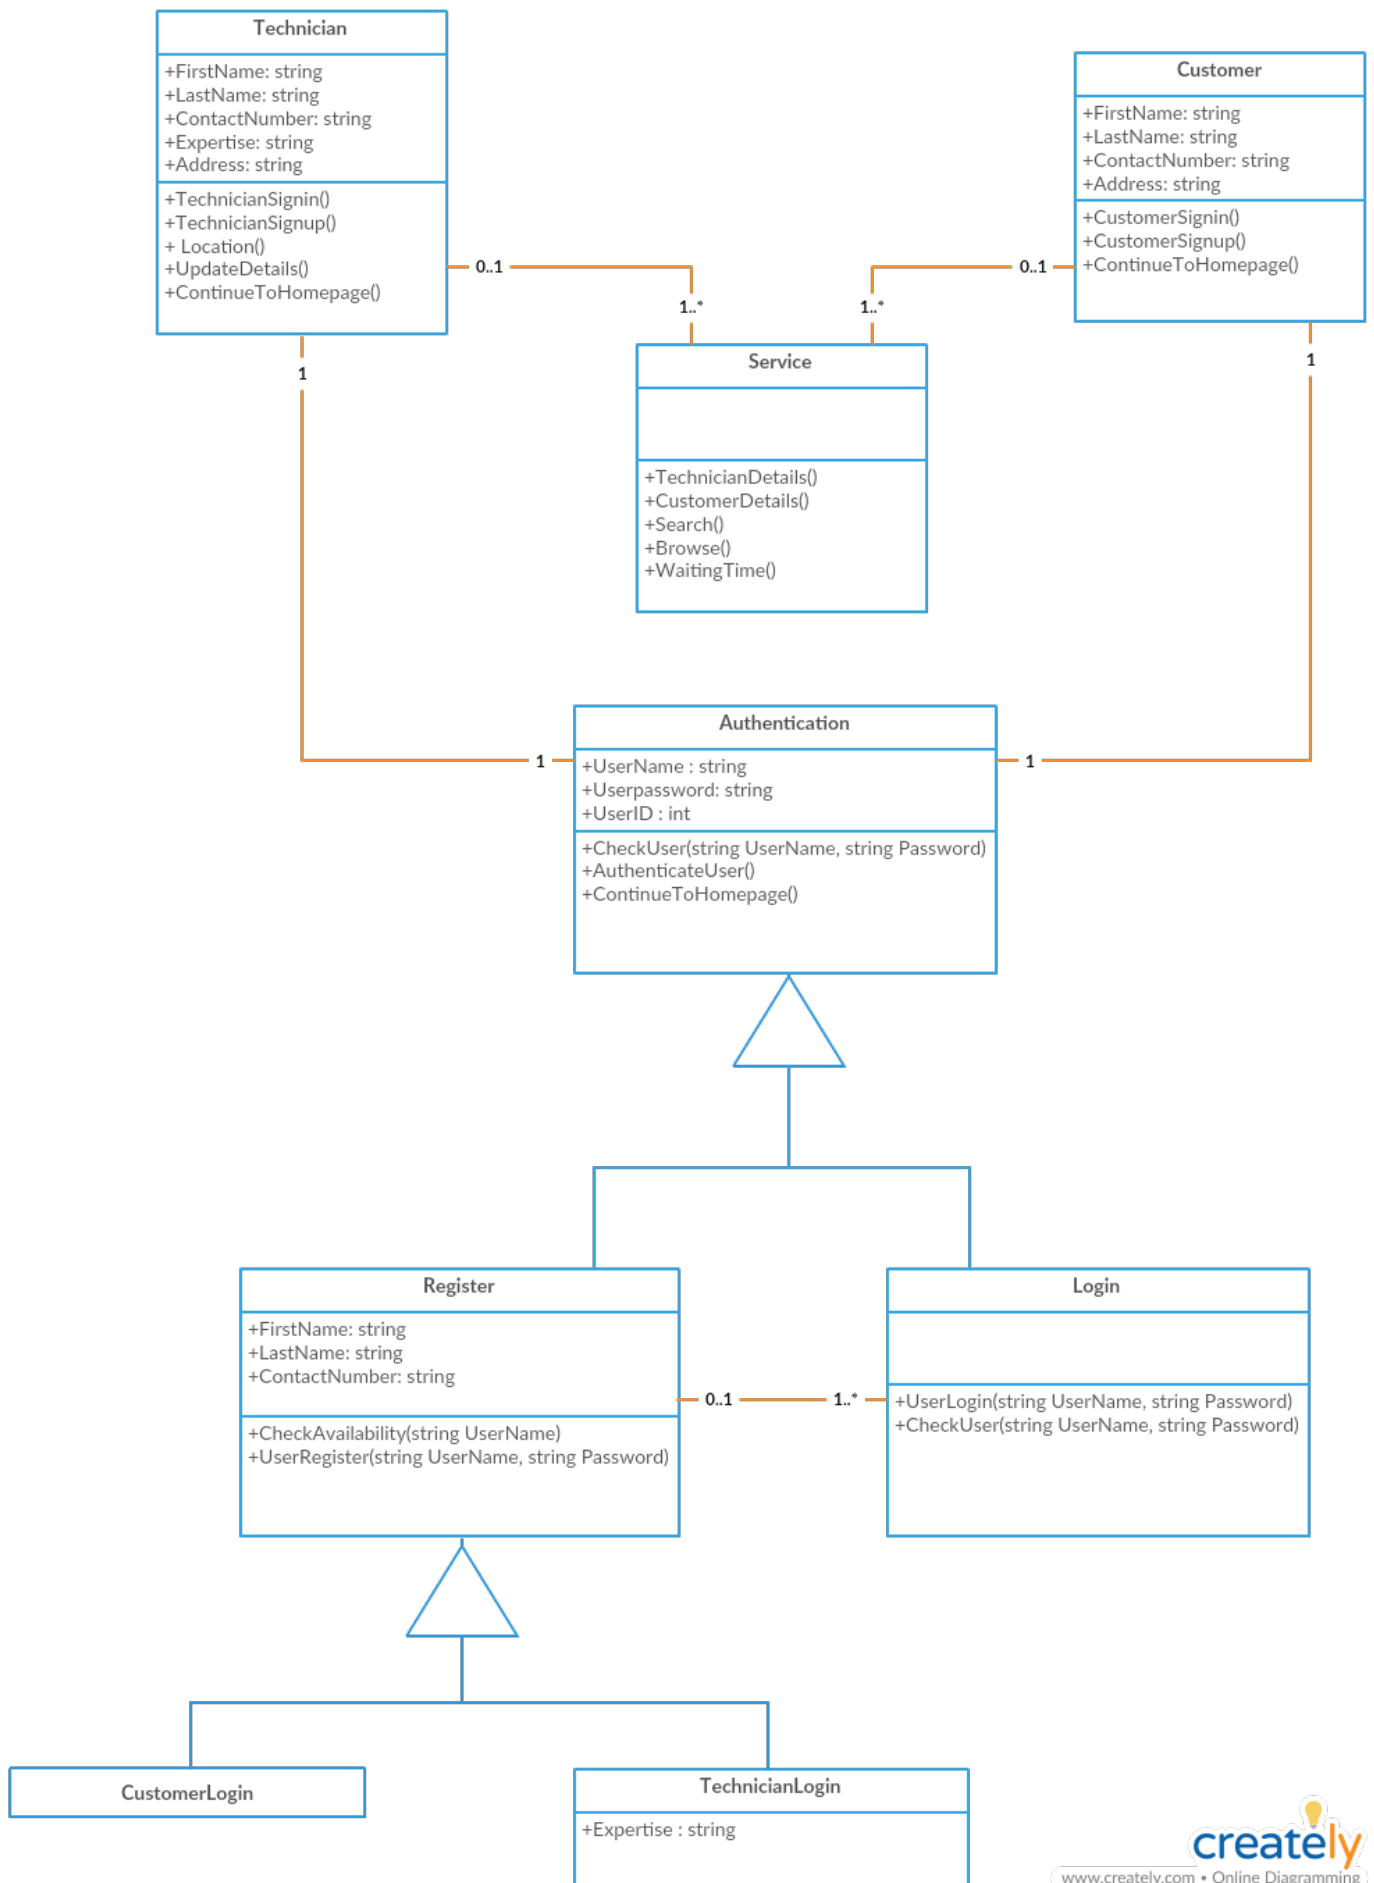 Technician
+FirstName: string
+LastName: string
+ContactNumber: string
+Expertise: string
+Address: string
+TechnicianSignin()
+TechnicianSignup()
+ Location()
+UpdateDetails()
+ContinueToHomepage()
Customer
+FirstName: string
+LastName: string
+ContactNumber: string
+Address: string
+CustomerSignin()
+CustomerSignup()
+ContinueToHomepage()
0..1
0..1
1..*
1..*
1
1
Service
+TechnicianDetails()
+CustomerDetails()
+Search()
+Browse()
+WaitingTime()
Authentication
1
1
+UserName : string
+Userpassword: string
+UserID : int
+CheckUser(string UserName, string Password)
+AuthenticateUser()
+ContinueToHomepage()
Register
+FirstName: string
+LastName: string
+ContactNumber: string
+CheckAvailability(string UserName)
+UserRegister(string UserName, string Password)
0..1
1..*
Login
+UserLogin(string UserName, string Password)
+CheckUser(string UserName, string Password)
CustomerLogin
TechnicianLogin
+Expertise : string
creately
www.creately.com • Online Diagramming